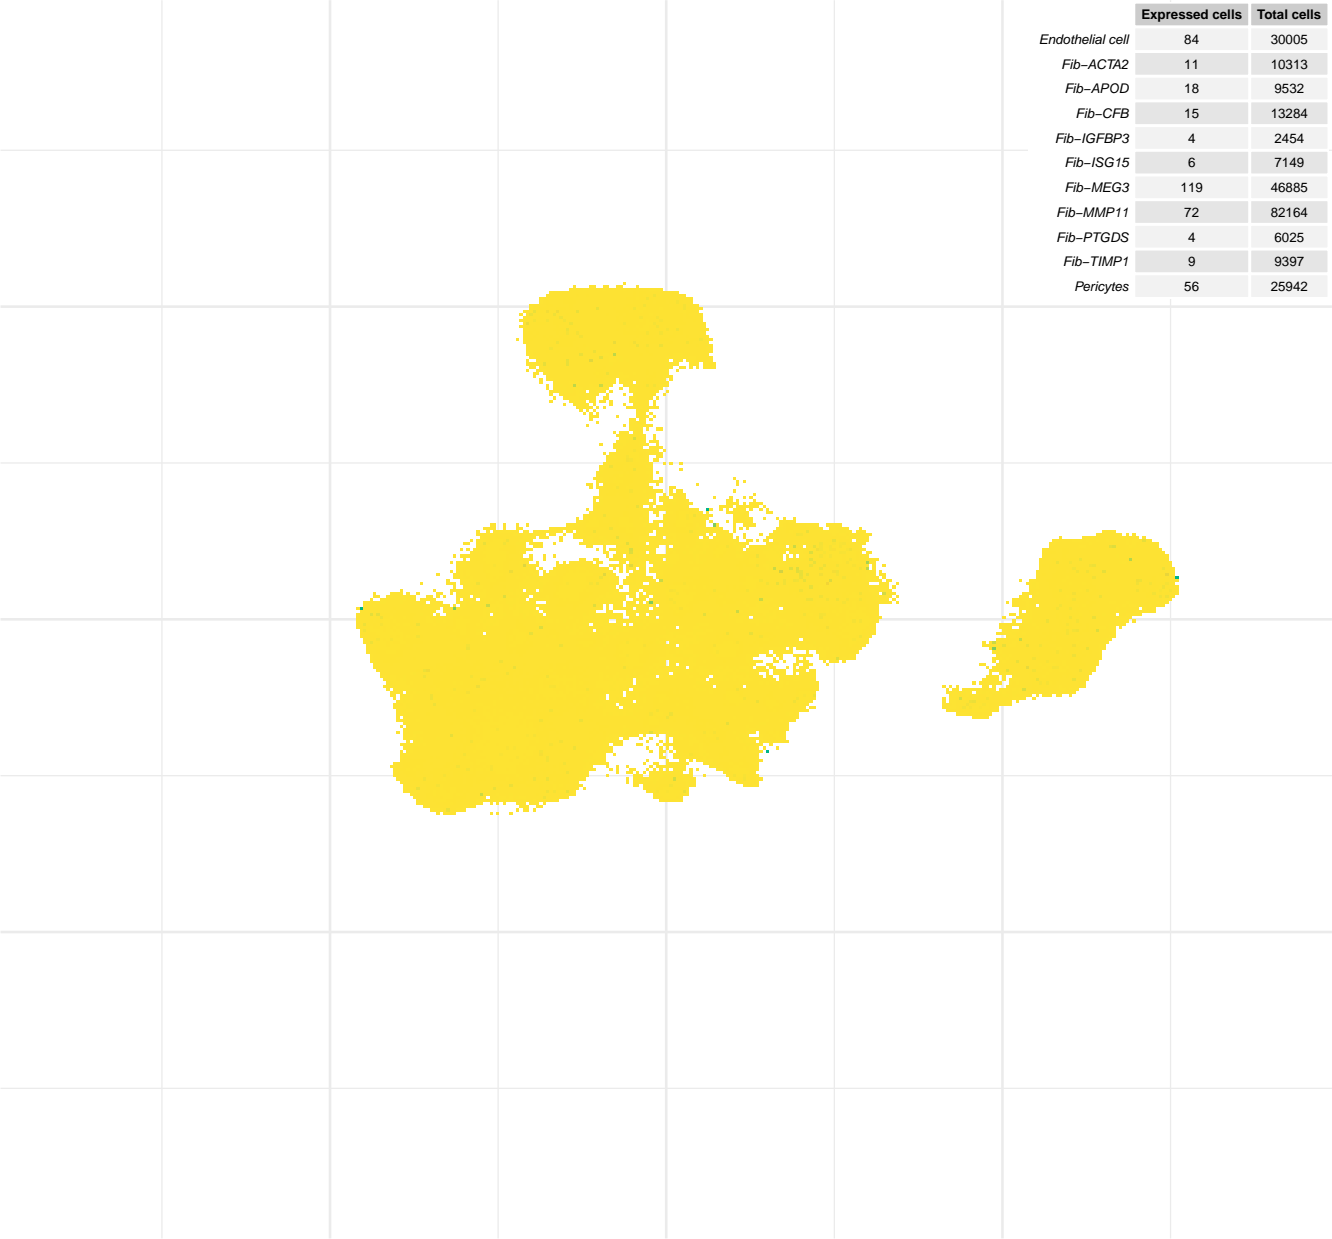 Expressed cells Total cells
Endothelial cell 84 30005
Fib−ACTA2 11 10313
Fib−APOD 18 9532
Fib−CFB 15 13284
Fib−IGFBP3 4 2454
Fib−ISG15 6 7149
Fib−MEG3 119 46885
Fib−MMP11 72 82164
Fib−PTGDS 4 6025
Fib−TIMP1 9 9397
Pericytes 56 25942